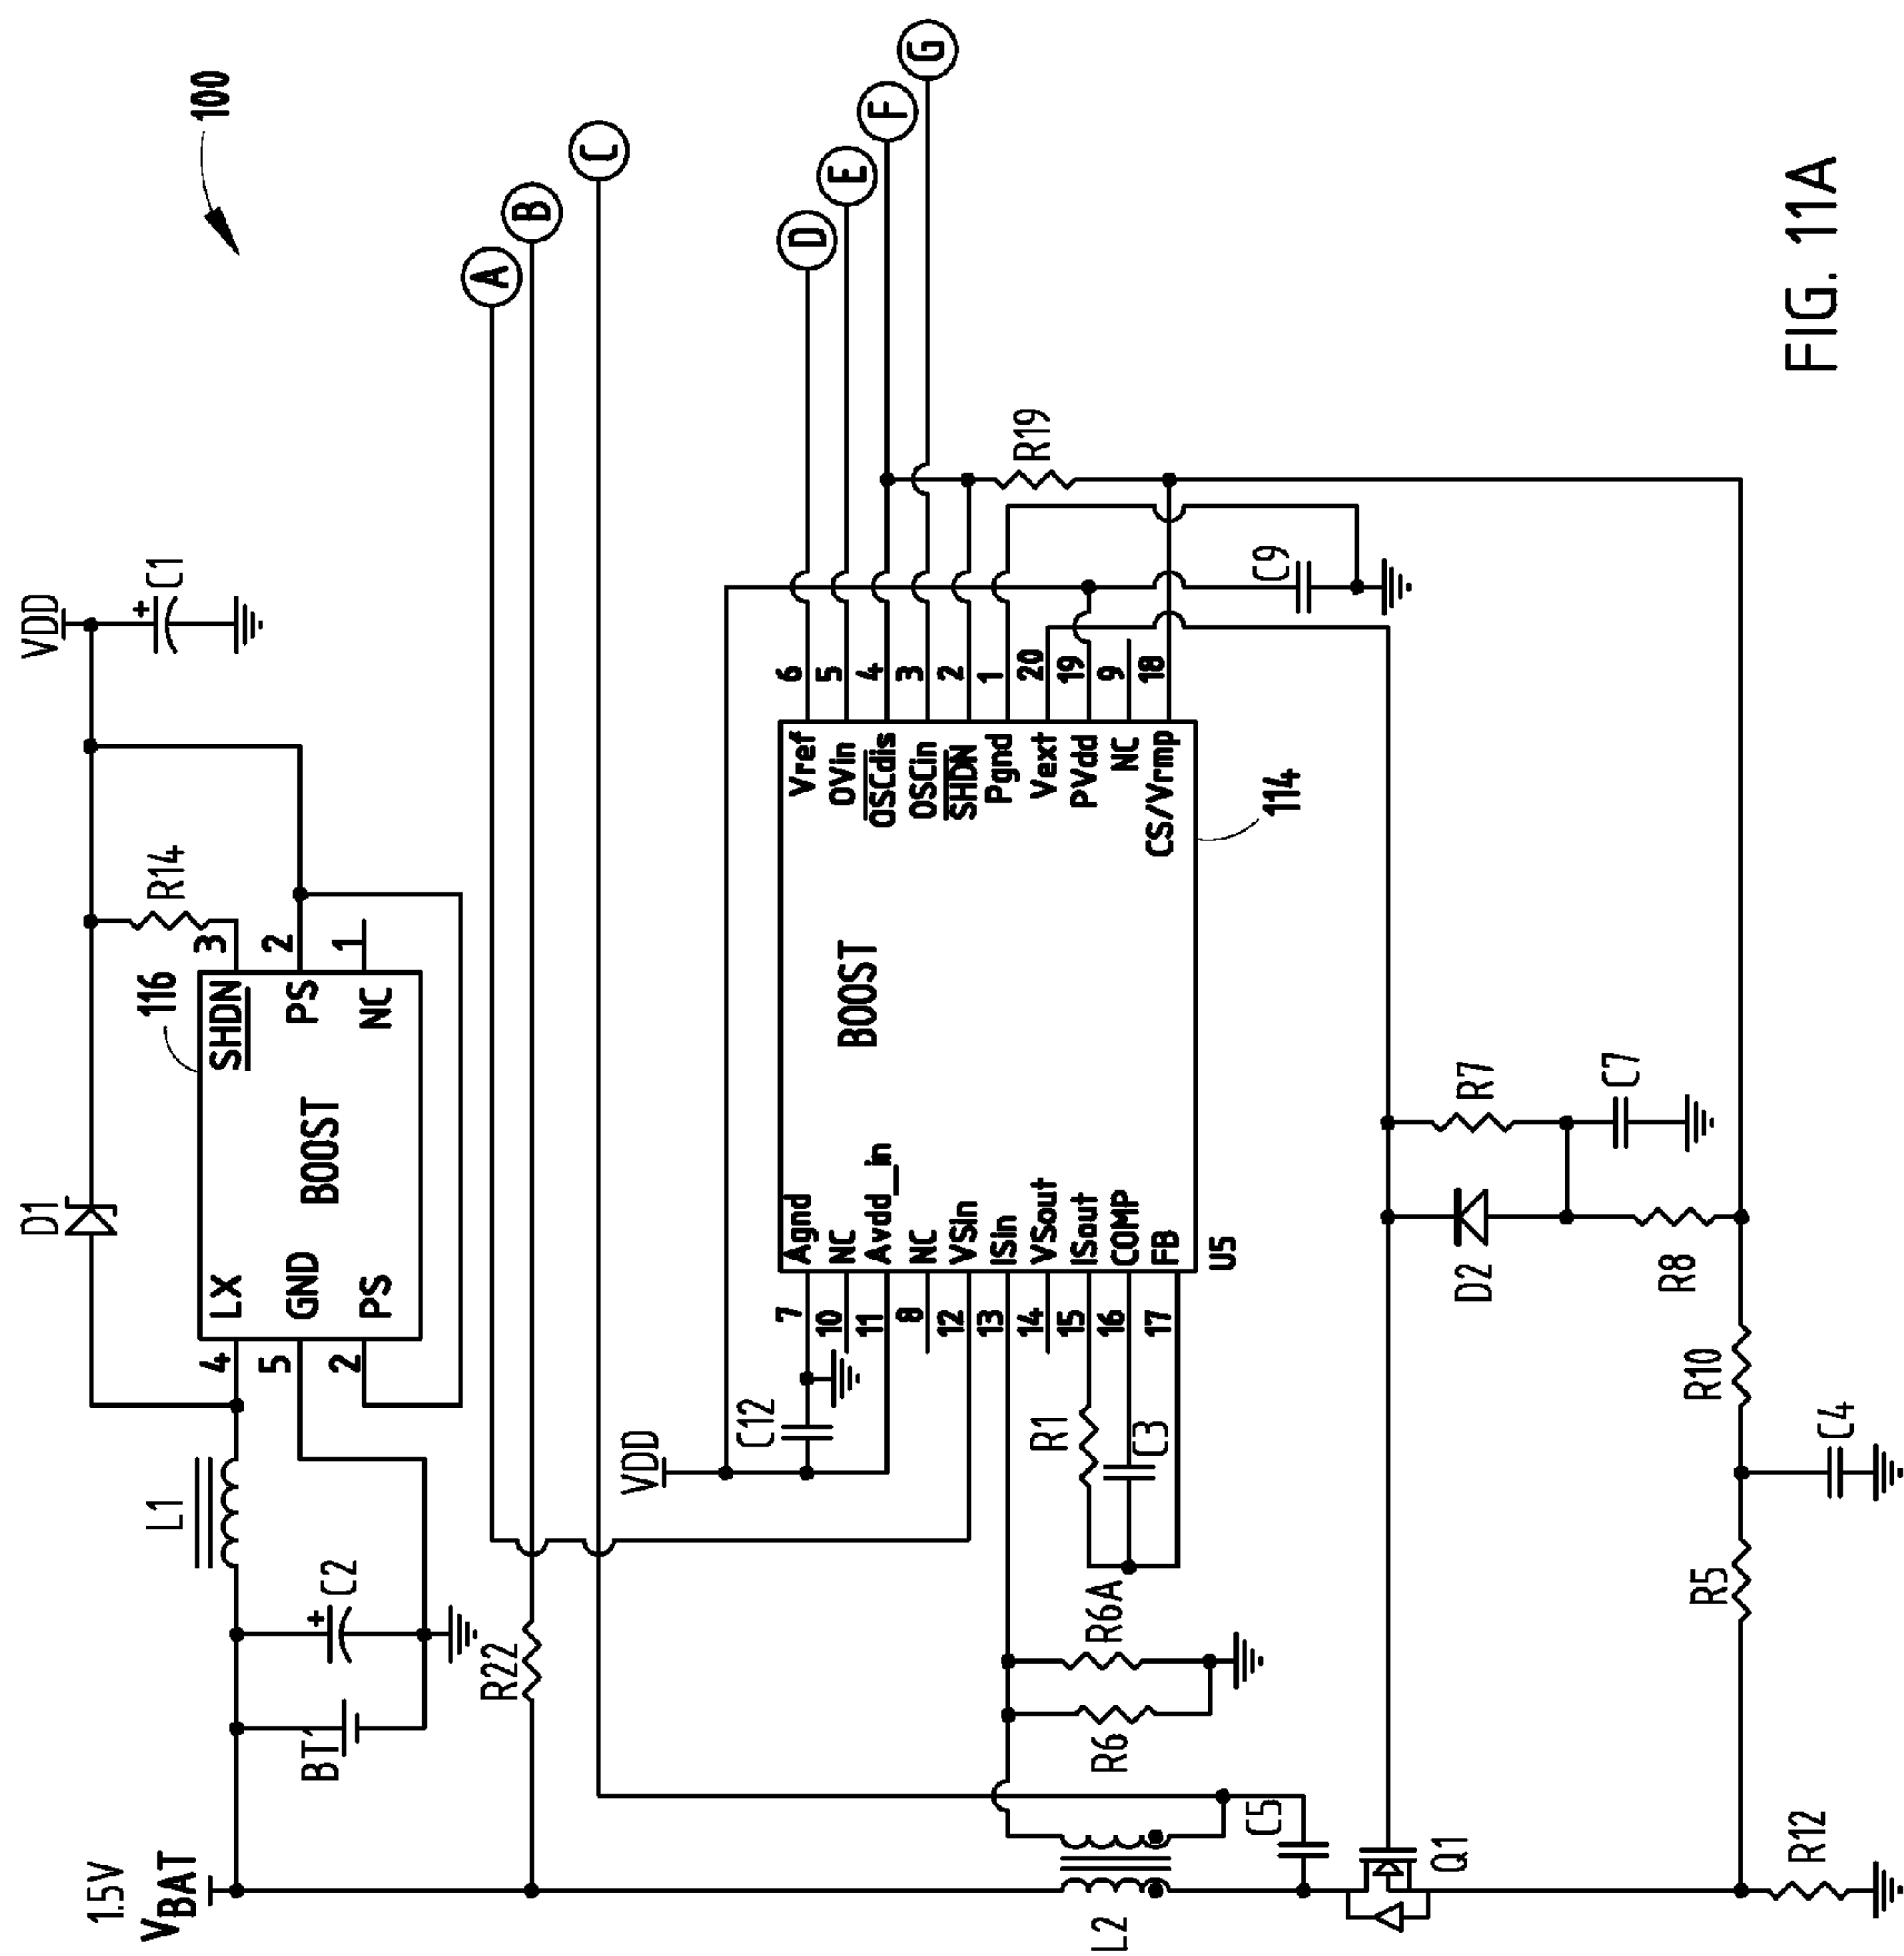 100
1.5V
VBAT
BT1
C2
L1
D1
VDD
C1
R14
116
LX
GND
PS
BOOST
SHDN
PS
NC
4
5
2
3
2
1
A
B
C
D
E
F
G
R22
VDD
C12
7
10
11
8
12
13
14
15
16
17
Agnd
NC
Avdd_in
NC
VSin
ISin
VSout
ISout
COMP
FB
U5
BOOST
Vref
OVin
OSCdis
OSCin
SHDN
Pgnd
Vext
PVdd
NC
CS/Vrmp
6
5
4
3
2
1
20
19
9
18
114
R19
C9
R1
C3
R6
R6A
L2
C5
Q1
D2
R7
C7
R8
R12
R5
C4
R10
FIG. 11A